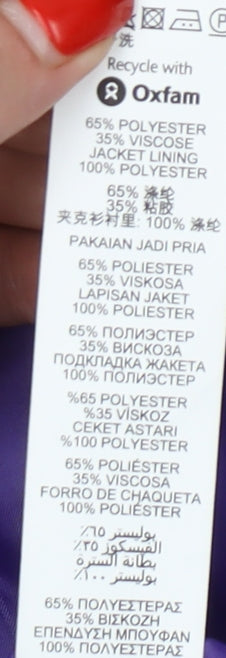 洗
Recycle with
Oxfam
65% POLYESTER
35% VISCOSE
JACKET LINING
100% POLYESTER
65% 涤纶
35% 粘胶
夹克衫衬里: 100% 涤纶
PAKAIAN JADI PRIA
65% POLIESTER
35% VISKOSA
LAPISAN JAKET
100% POLIESTER
65% ПОЛИЭСТЕР
35% ВИСКОЗА
ПОДКЛАДКА ЖАКЕТА
100% ПОЛИЭСТЕР
%65 POLYESTER
%35 VİSKOZ
CEKET ASTARI
%100 POLYESTER
65% POLIÉSTER
35% VISCOSA
FORRO DE CHAQUETA
100% POLIÉSTER
بوليستر ٦٥٪
الفيسكوز ٣٥٪
بطانة السترة
بوليستر ١٠٠٪
65% ΠΟΛΥΕΣΤΕΡΑΣ
35% ΒΙΣΚΟΖΗ
ΕΠΕΝΔΥΣΗ ΜΠΟΥΦΑΝ
100% ΠΟΛΥΕΣΤΕΡΑΣ